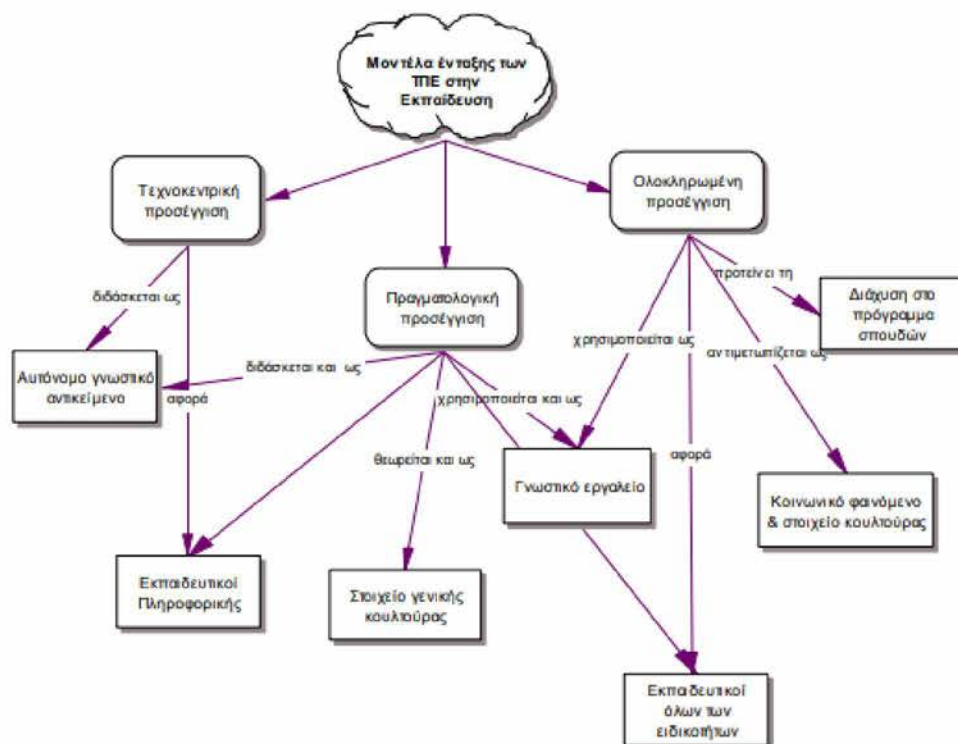 Μοντέλα ένταξης των
ΤΠΕ στην
Εκπαίδευση
Τεχνοκεντρική
προσέγγιση
Ολοκληρωμένη
προσέγγιση
Πραγματολογική
προσέγγιση
προτείνει τη
Διάχυση στο
πρόγραμμα
σπουδών
διδάσκεται ως
χρησιμοποιείται ως
αντιμετωπίζεται ως
Αυτόνομο γνωστικό
αντικείμενο
διδάσκεται και ως
αφορά
χρησιμοποιείται και ως
θεωρείται και ως
αφορά
Γνωστικό εργαλείο
Κοινωνικό φαινόμενο
& στοιχείο κουλτούρας
Εκπαιδευτικοί
Πληροφορικής
Στοιχείο γενικής
κουλτούρας
Εκπαιδευτικοί
όλων των
ειδικοτήτων